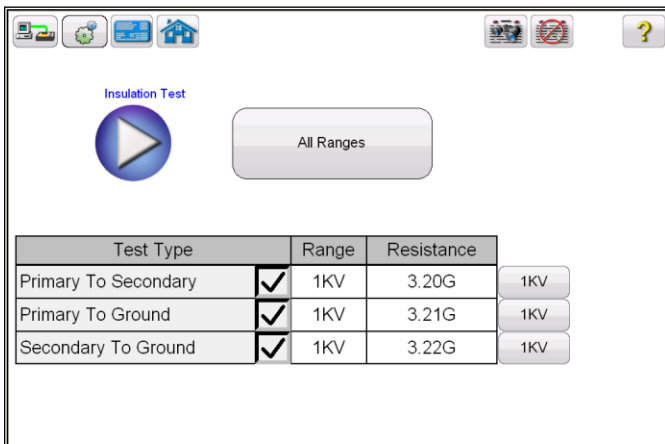 ?
Insulation Test
All Ranges
Test Type Range Resistance
Primary To Secondary 1KV 3.20G 1KV
Primary To Ground 1KV 3.21G 1KV
Secondary To Ground 1KV 3.22G 1KV